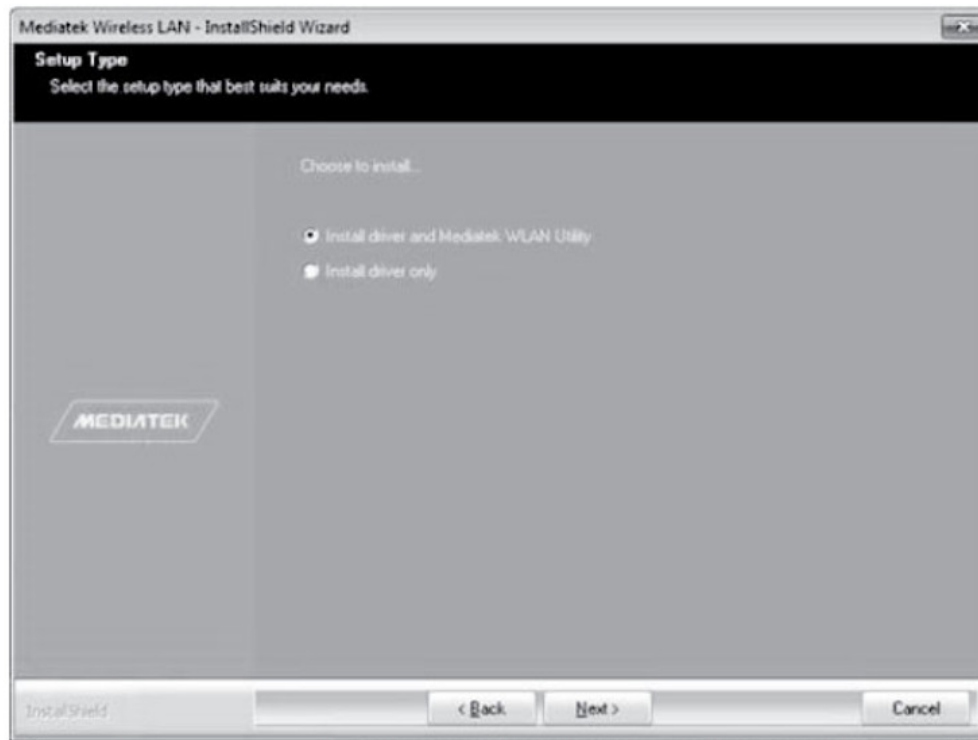 Mediatek Wireless LAN - InstallShield Wizard
Setup Type
Select the setup type that best suits your needs.
Choose to install...
Install driver and Mediatek WLAN Utility
Install driver only
MEDIATEK
InstallShield
< Back
Next >
Cancel